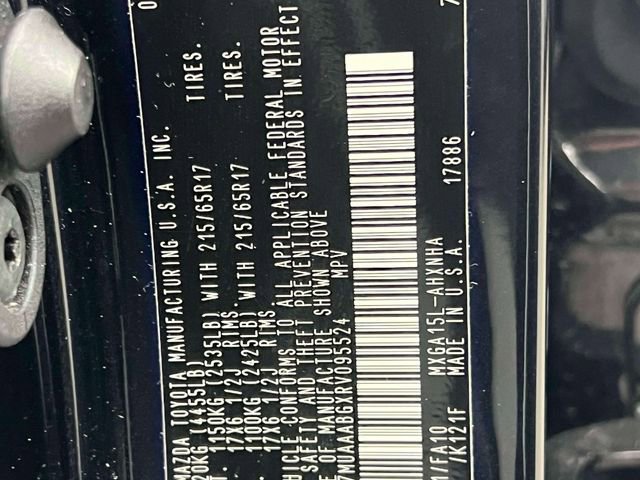 0
MAZDA TOYOTA MANUFACTURING U.S.A. INC.
20KG (4455LB)
T. 1150KG (2535LB) WITH 215/65R17 TIRES.
17X6 1/2J RIMS.
1100KG (2425LB) WITH 215/65R17 TIRES.
17X6 1/2J RIMS.
HICLE CONFORMS TO ALL APPLICABLE FEDERAL MOTOR
SAFETY AND THEFT PREVENTION STANDARDS IN EFFECT
OF MANUFACTURE SHOWN ABOVE
7MUAAABGXRV095524 MPV
7
1/FA10 MXGA15L-AHXNHA
/K121F MADE IN U.S.A. 17886